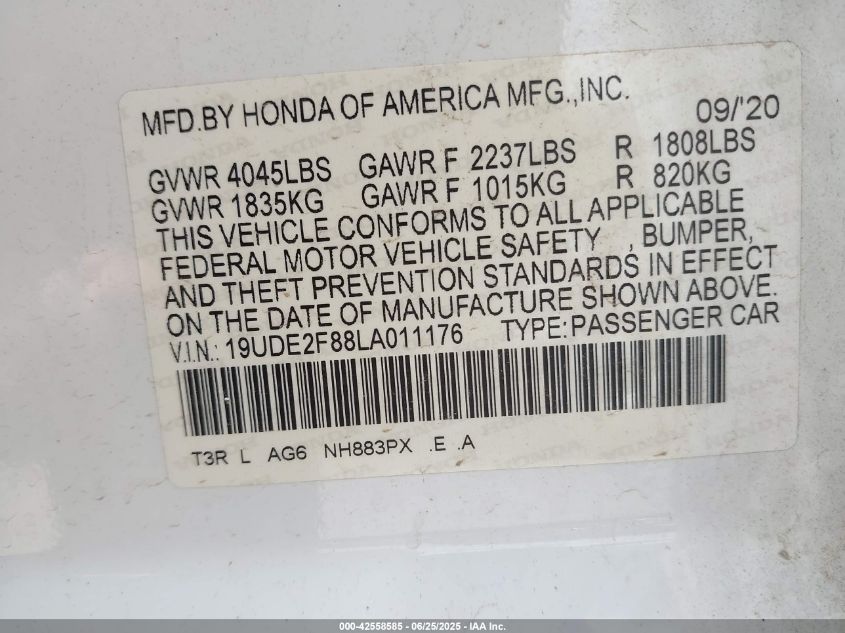 MFD.BY HONDA OF AMERICA MFG.,INC. 09/'20
GVWR 4045LBS GAWR F 2237LBS R 1808LBS
GVWR 1835KG GAWR F 1015KG R 820KG
THIS VEHICLE CONFORMS TO ALL APPLICABLE
FEDERAL MOTOR VEHICLE SAFETY , BUMPER,
AND THEFT PREVENTION STANDARDS IN EFFECT
ON THE DATE OF MANUFACTURE SHOWN ABOVE.
V.I.N.: 19UDE2F88LA011176 TYPE:PASSENGER CAR
T3R L AG6 NH883PX .E .A
000-42558585 - 06/25/2025 - IAA Inc.